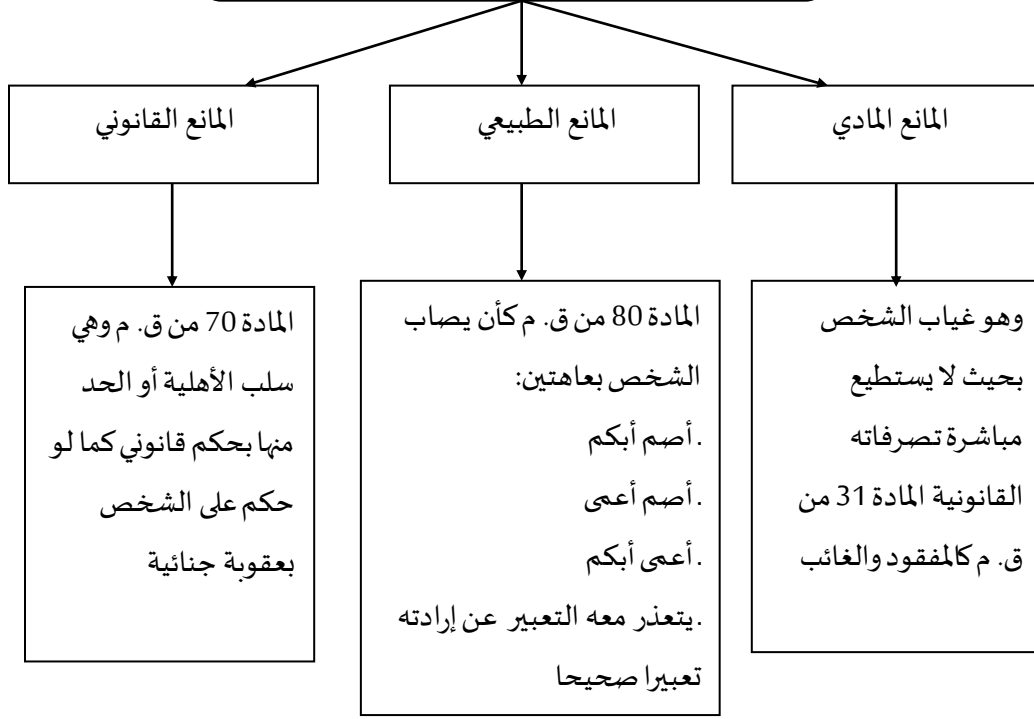 المانع المادي
المانع الطبيعي
المانع القانوني
وهو غياب الشخص
بحيث لا يستطيع
مباشرة تصرفاته
القانونية المادة 31 من
ق. م كالمفقود والغائب
المادة 80 من ق. م كأن يصاب
الشخص بعاهتين:
.أصم أبكم
.أصم أعمى
.أعمى أبكم
.يتعذر معه التعبير عن إرادته
تعبيرا صحيحا
المادة 70 من ق. م وهي
سلب الأهلية أو الحد
منها بحكم قانوني كما لو
حكم على الشخص
بعقوبة جنائية